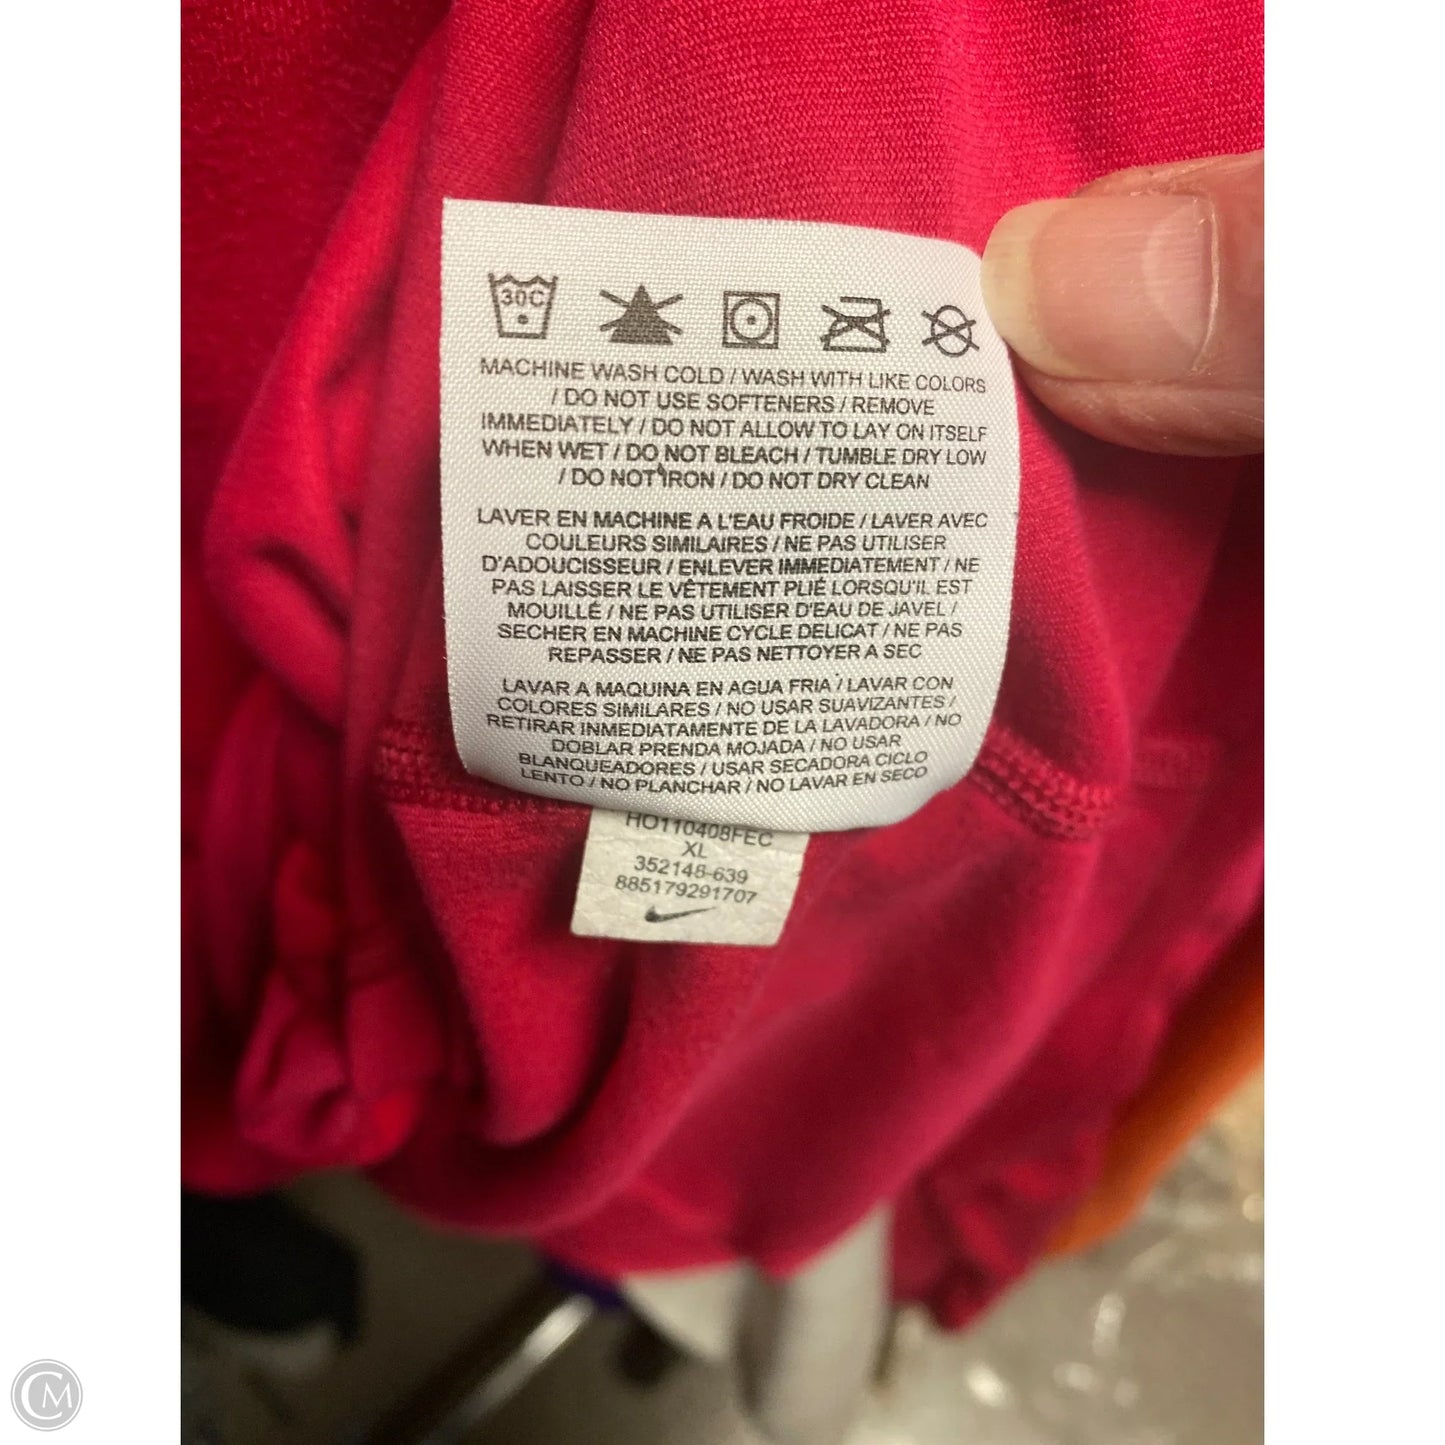 30C
MACHINE WASH COLD / WASH WITH LIKE COLORS
/ DO NOT USE SOFTENERS / REMOVE
IMMEDIATELY / DO NOT ALLOW TO LAY ON ITSELF
WHEN WET / DO NOT BLEACH / TUMBLE DRY LOW
/ DO NOT IRON / DO NOT DRY CLEAN
LAVER EN MACHINE A L'EAU FROIDE / LAVER AVEC
COULEURS SIMILAIRES / NE PAS UTILISER
D'ADOUCISSEUR / ENLEVER IMMEDIATEMENT / NE
PAS LAISSER LE VÊTEMENT PLIÉ LORSQU'IL EST
MOUILLÉ / NE PAS UTILISER D'EAU DE JAVEL /
SECHER EN MACHINE CYCLE DELICAT / NE PAS
REPASSER / NE PAS NETTOYER A SEC
LAVAR A MAQUINA EN AGUA FRIA / LAVAR CON
COLORES SIMILARES / NO USAR SUAVIZANTES /
RETIRAR INMEDIATAMENTE DE LA LAVADORA / NO
DOBLAR PRENDA MOJADA / NO USAR
BLANQUEADORES / USAR SECADORA CICLO
LENTO / NO PLANCHAR / NO LAVAR EN SECO
HO110408FEC
XL
352148-639
885179291707
CM